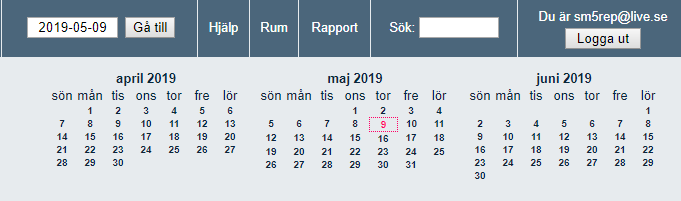 2019-05-09 Gå till Hjälp Rum Rapport Sök: Du är sm5rep@live.se
Logga ut
april 2019
sön mån tis ons tor fre lör
1 2 3 4 5 6
7 8 9 10 11 12 13
14 15 16 17 18 19 20
21 22 23 24 25 26 27
28 29 30
maj 2019
sön mån tis ons tor fre lör
1 2 3 4
5 6 7 8 9 10 11
12 13 14 15 16 17 18
19 20 21 22 23 24 25
26 27 28 29 30 31
juni 2019
sön mån tis ons tor fre lör
1
2 3 4 5 6 7 8
9 10 11 12 13 14 15
16 17 18 19 20 21 22
23 24 25 26 27 28 29
30